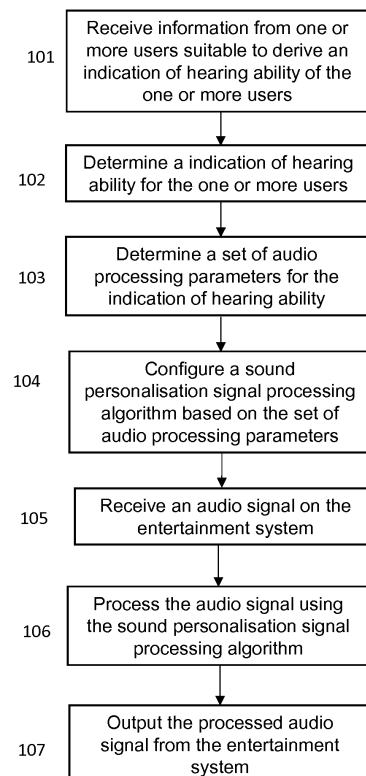 101
Receive information from one or
more users suitable to derive an
indication of hearing ability of the
one or more users
102
Determine a indication of hearing
ability for the one or more users
103
Determine a set of audio
processing parameters for the
indication of hearing ability
104
Configure a sound
personalisation signal processing
algorithm based on the set of
audio processing parameters
105
Receive an audio signal on the
entertainment system
106
Process the audio signal using
the sound personalisation signal
processing algorithm
107
Output the processed audio
signal from the entertainment
system